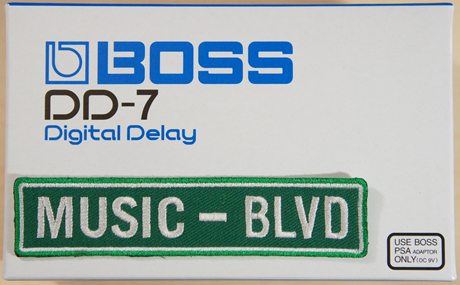 BOSS
DD-7
Digital Delay
MUSIC – BLVD
USE BOSS
PSA ADAPTOR
ONLY (DC 9V)